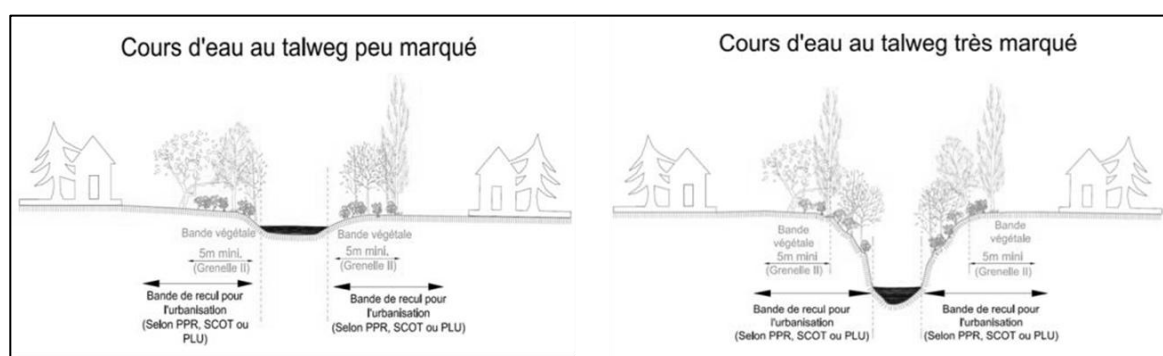 Cours d'eau au talweg peu marqué
Bande végétale
5m mini.
(Grenelle II)
Bande végétale
5m mini.
(Grenelle II)
Bande de recul pour
l'urbanisation
(Selon PPR, SCOT ou
PLU)
Bande de recul pour
l'urbanisation
(Selon PPR, SCOT ou PLU)
Cours d'eau au talweg très marqué
Bande
végétale
5m mini
(Grenelle II)
Bande
végétale
5m mini
(Grenelle II)
Bande de recul pour
l'urbanisation
(Selon PPR, SCOT ou PLU)
Bande de recul pour
l'urbanisation
(Selon PPR, SCOT ou PLU)